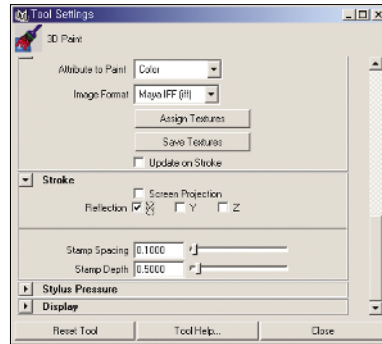 Tool Settings
3D Paint
Attribute to Paint Color
Image Format Maya IFF (iff)
Assign Textures
Save Textures
Update on Stroke
Stroke
Screen Projection
Reflection X Y Z
Stamp Spacing 0.1000
Stamp Depth 0.5000
Stylus Pressure
Display
Reset Tool Tool Help... Close